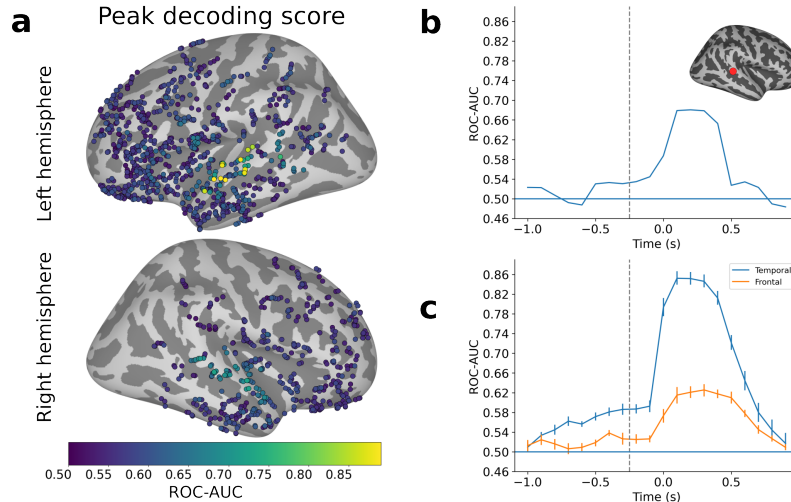 a
Peak decoding score
Left hemisphere
Right hemisphere
0.50 0.55 0.60 0.65 0.70 0.75 0.80 0.85
ROC-AUC
b
0.86
0.82
0.78
0.74
0.70
0.66
0.62
0.58
0.54
0.50
0.46
ROC-AUC
−1.0 −0.5 0.0 0.5
Time (s)
c
0.86
0.82
0.78
0.74
0.70
0.66
0.62
0.58
0.54
0.50
0.46
ROC-AUC
Temporal
Frontal
−1.0 −0.5 0.0 0.5
Time (s)